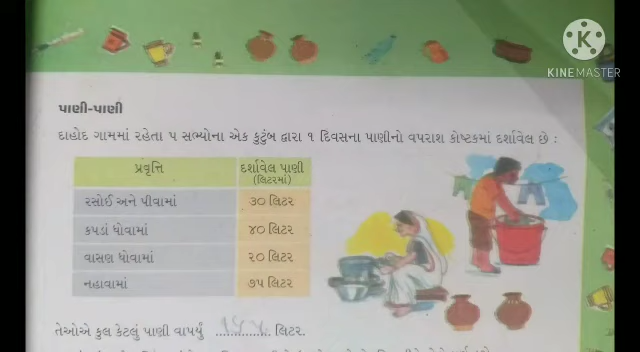 KINEMASTER
પાણી-પાણી
દાહોદ ગામમાં રહેતા ૫ સભ્યોના એક કુટુંબ દ્વારા ૧ દિવસના પાણીનો વપરાશ કોષ્ટકમાં દર્શાવેલ છે :
પ્રવૃત્તિ દર્શાવેલ પાણી
(લિટરમાં)
રસોઈ અને પીવામાં ૩૦ લિટર
કપડાં ધોવામાં ૪૦ લિટર
વાસણ ધોવામાં ૨૦ લિટર
નહાવામાં ૭૫ લિટર
તેઓએ કુલ કેટલું પાણી વાપર્યું ............ લિટર.